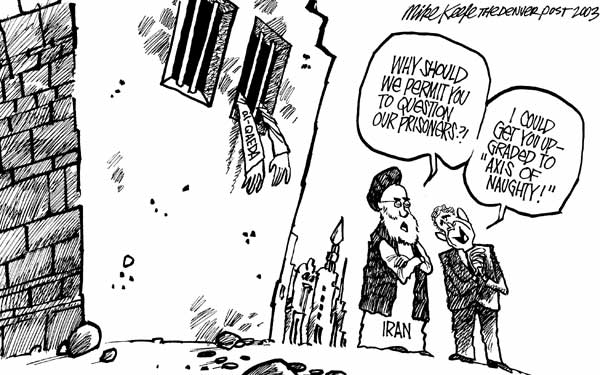 Mike Keefe THE DENVER POST 2003
WHY SHOULD
WE PERMIT YOU
TO QUESTION
OUR PRISONERS?!
I COULD
GET YOU UP-
GRADED TO
"AXIS OF
NAUGHTY!"
al-QAEDA
IRAN